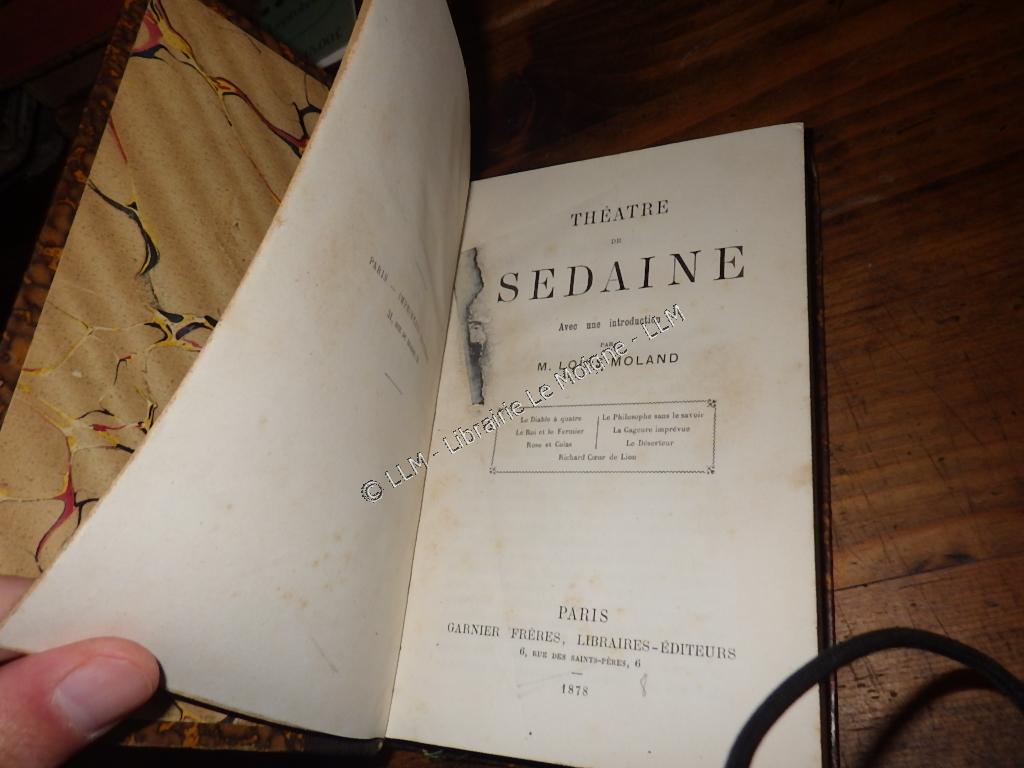 PARIS
THÉATRE
DE
SEDAINE
Avec une introduction
PAR
M. LOUIS MOLAND
Le Diable à quatre
Le Roi et le Fermier
Rose et Colas
Le Philosophe sans le savoir
La Gageure imprévue
Le Déserteur
Richard Cœur de Lion
PARIS
GARNIER FRÈRES, LIBRAIRES-ÉDITEURS
6, RUE DES SAINTS-PÈRES, 6
1878
8
© LLM - Librairie Le Moigne - LLM